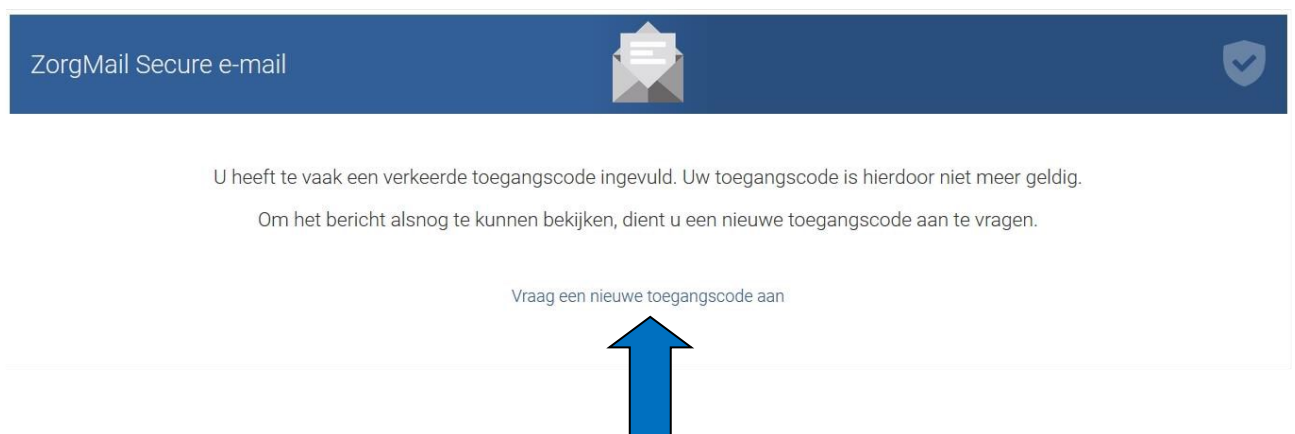 ZorgMail Secure e-mail
U heeft te vaak een verkeerde toegangscode ingevuld. Uw toegangscode is hierdoor niet meer geldig.
Om het bericht alsnog te kunnen bekijken, dient u een nieuwe toegangscode aan te vragen.
Vraag een nieuwe toegangscode aan